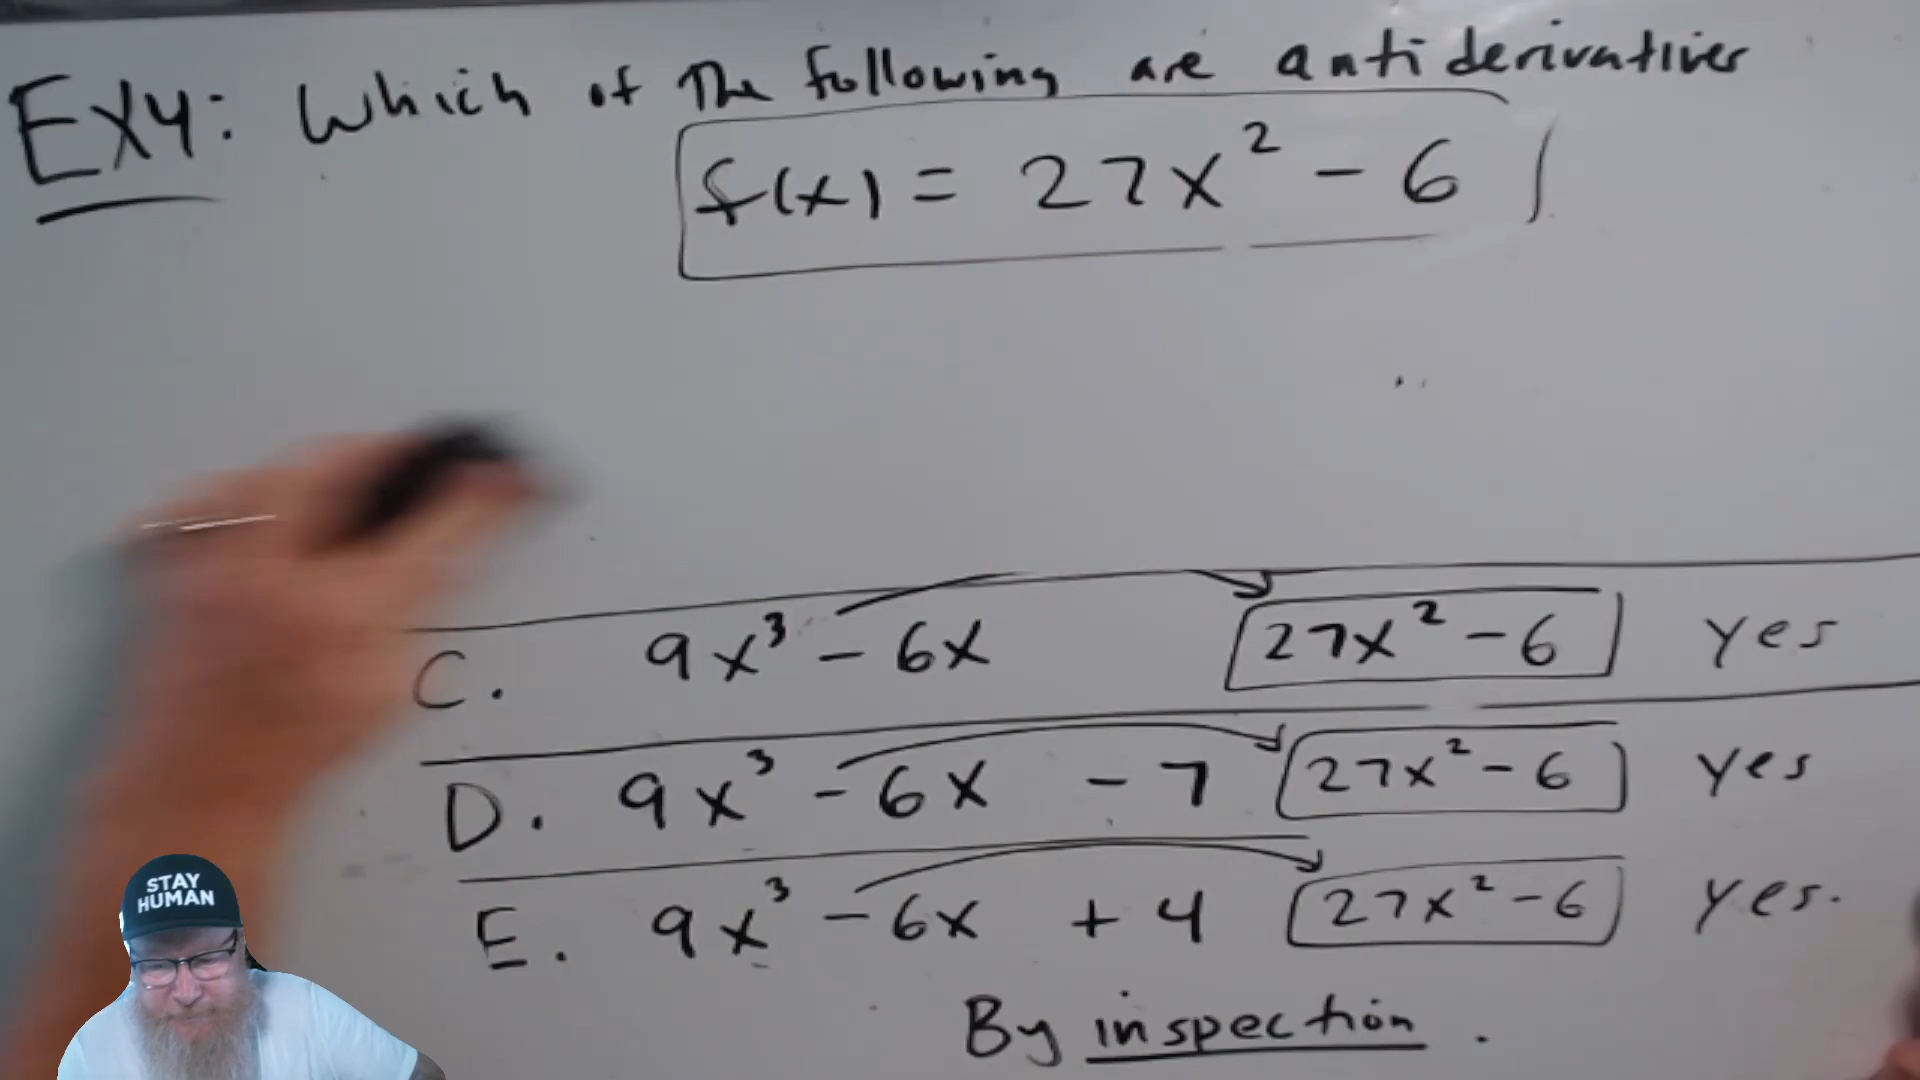 EX4: Which of The following are antiderivatives
f(x) = 27x² - 6
C. 9x³ - 6x 27x² - 6 yes
D. 9x³ - 6x - 7 27x² - 6 yes
E. 9x³ - 6x + 4 27x² - 6 yes.
By inspection.
STAY
HUMAN